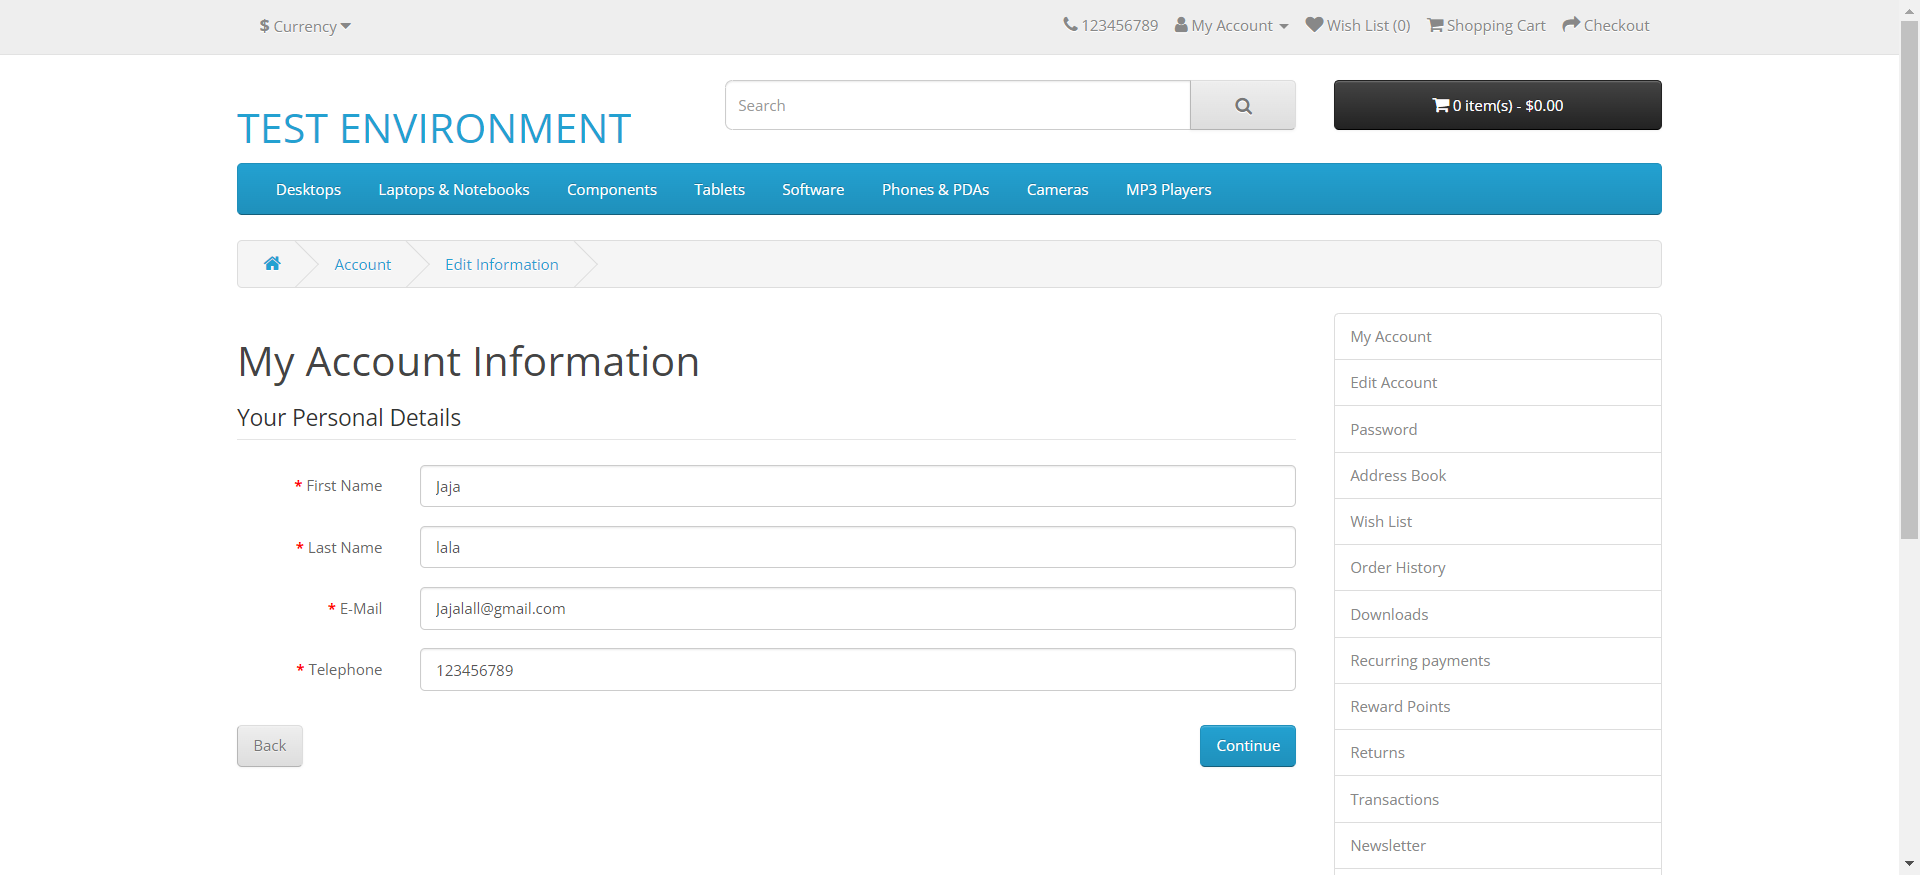 $ Currency
123456789 My Account Wish List (0) Shopping Cart Checkout
TEST ENVIRONMENT
Search
0 item(s) - $0.00
Desktops Laptops & Notebooks Components Tablets Software Phones & PDAs Cameras MP3 Players
Account Edit Information
My Account Information
Your Personal Details
* First Name Jaja
* Last Name lala
* E-Mail Jajalall@gmail.com
* Telephone 123456789
Back Continue
My Account
Edit Account
Password
Address Book
Wish List
Order History
Downloads
Recurring payments
Reward Points
Returns
Transactions
Newsletter